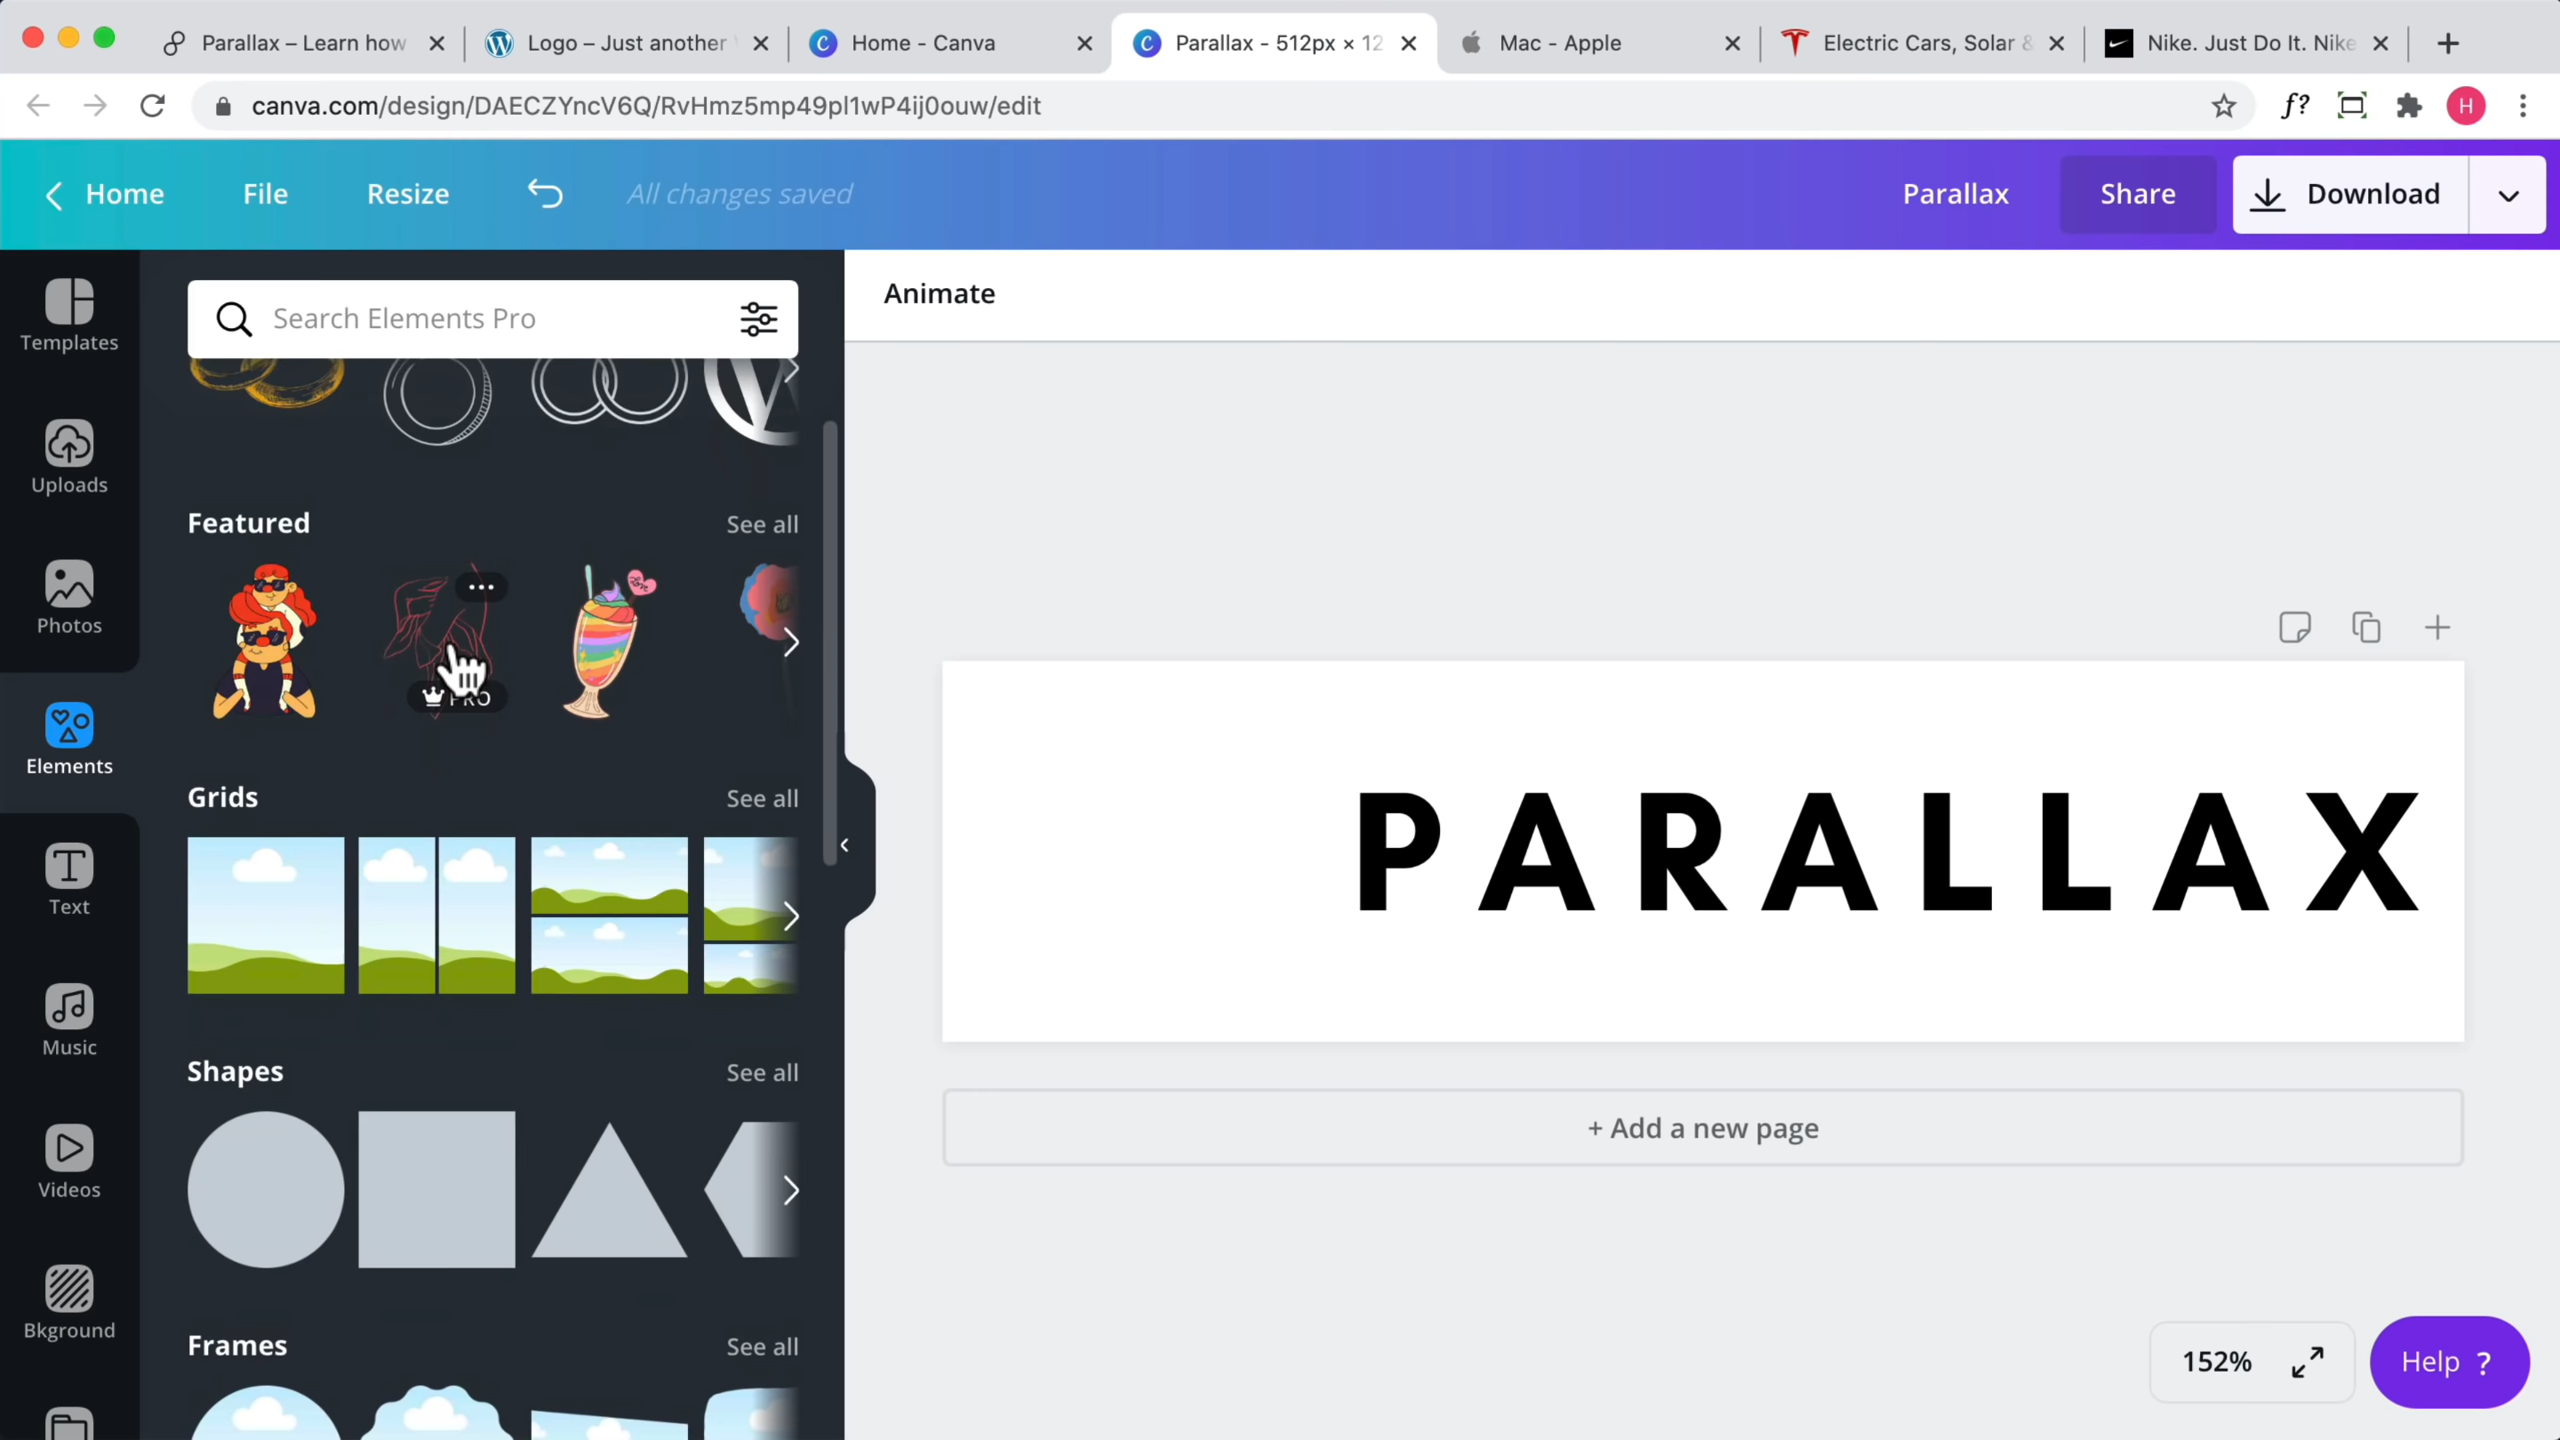 Parallax – Learn how
Logo – Just another
Home - Canva
Parallax - 512px × 12
Mac - Apple
Electric Cars, Solar &
Nike. Just Do It. Nike
canva.com/design/DAECZYncV6Q/RvHmz5mp49pl1wP4ij0ouw/edit
f?
H
Home
File
Resize
All changes saved
Parallax
Share
Download
Templates
Uploads
Photos
Elements
Text
Music
Videos
Bkground
Search Elements Pro
Featured
See all
PRO
Grids
See all
Shapes
See all
Frames
See all
Animate
PARALLAX
+ Add a new page
152%
Help ?